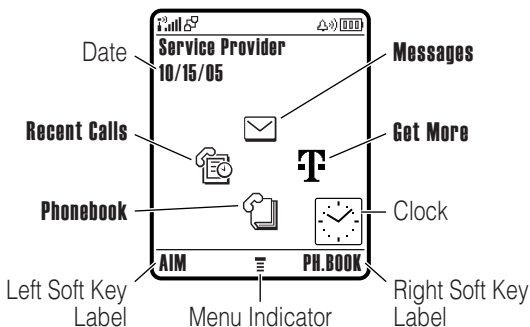 Service Provider
Date
10/15/05
Messages
Recent Calls
Get More
T
Phonebook
Clock
AIM
PH.BOOK
Left Soft Key
Label
Menu Indicator
Right Soft Key
Label